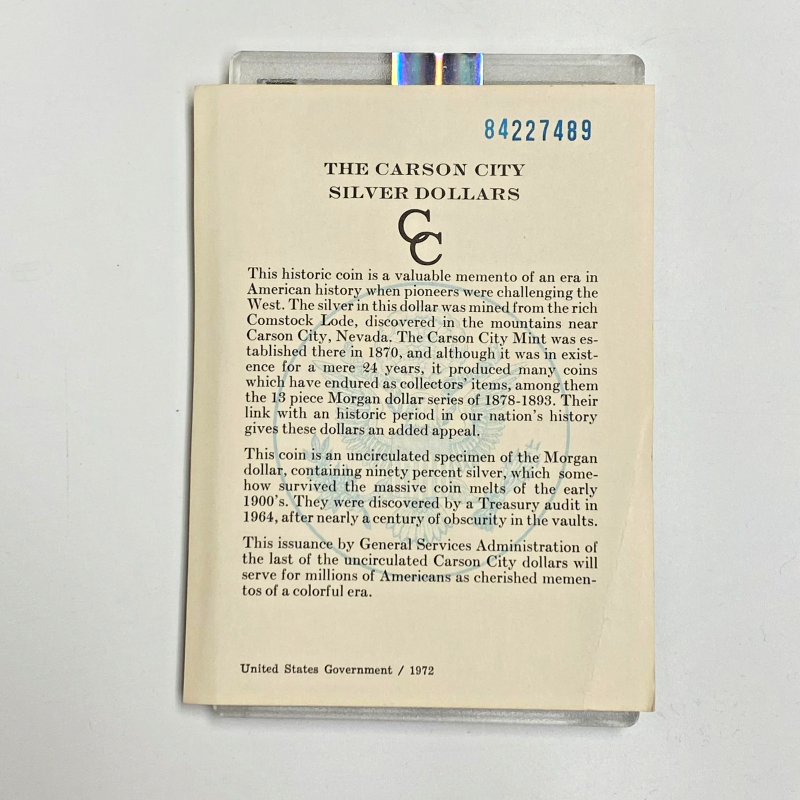 84227489
THE CARSON CITY
SILVER DOLLARS
CC
This historic coin is a valuable memento of an era in
American history when pioneers were challenging the
West. The silver in this dollar was mined from the rich
Comstock Lode, discovered in the mountains near
Carson City, Nevada. The Carson City Mint was es-
tablished there in 1870, and although it was in exist-
ence for a mere 24 years, it produced many coins
which have endured as collectors' items, among them
the 13 piece Morgan dollar series of 1878-1893. Their
link with an historic period in our nation's history
gives these dollars an added appeal.
This coin is an uncirculated specimen of the Morgan
dollar, containing ninety percent silver, which some-
how survived the massive coin melts of the early
1900's. They were discovered by a Treasury audit in
1964, after nearly a century of obscurity in the vaults.
This issuance by General Services Administration of
the last of the uncirculated Carson City dollars will
serve for millions of Americans as cherished memen-
tos of a colorful era.
United States Government / 1972